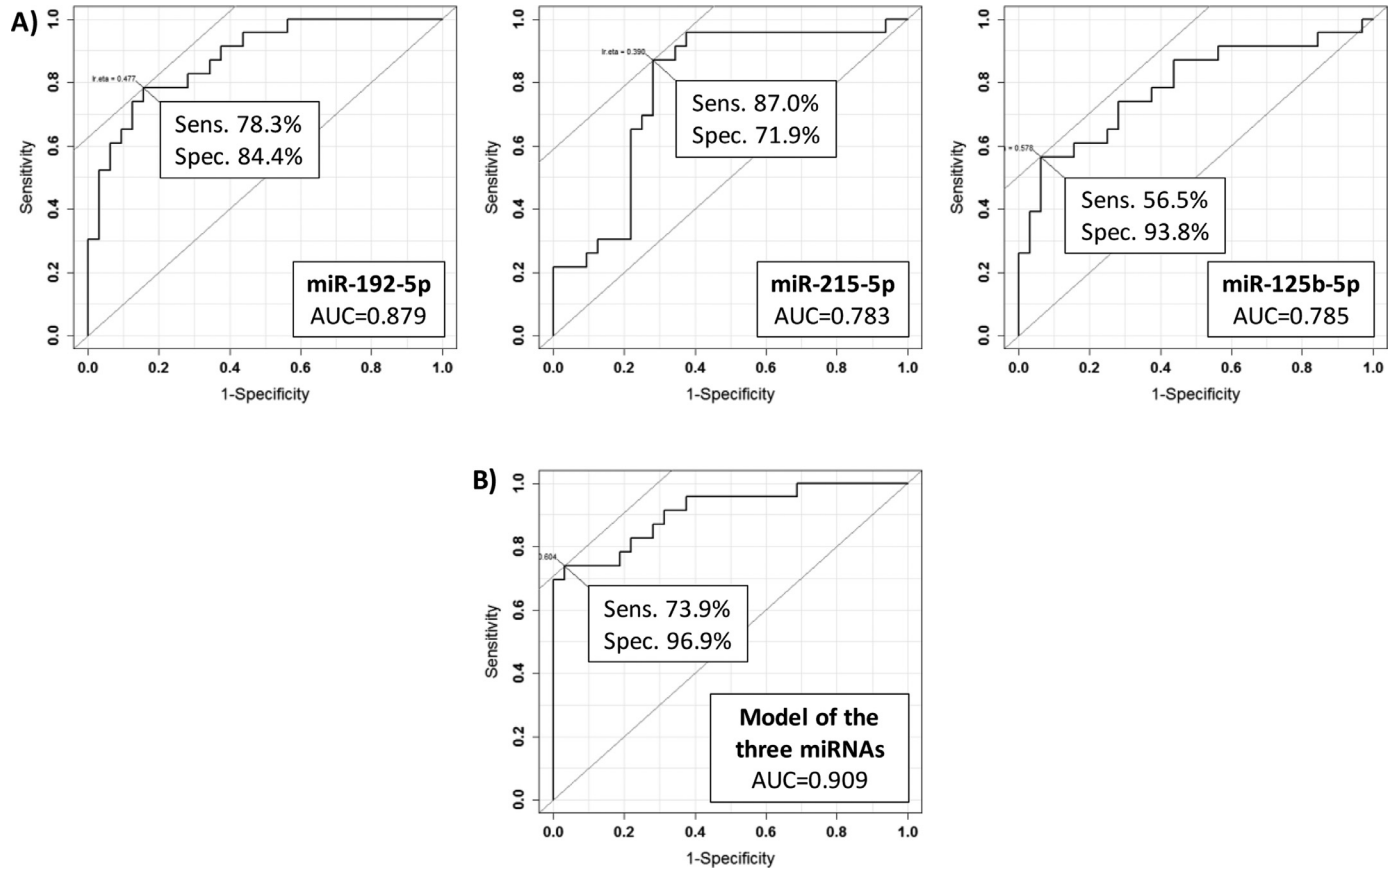 A)
1.0
0.8
0.6
0.4
0.2
0.0
Sensitivity
lr.eta = 0.477
Sens. 78.3%
Spec. 84.4%
miR-192-5p
AUC=0.879
0.0 0.2 0.4 0.6 0.8 1.0
1-Specificity
1.0
0.8
0.6
0.4
0.2
0.0
Sensitivity
lr.eta = 0.390
Sens. 87.0%
Spec. 71.9%
miR-215-5p
AUC=0.783
0.0 0.2 0.4 0.6 0.8 1.0
1-Specificity
1.0
0.8
0.6
0.4
0.2
0.0
Sensitivity
= 0.578
Sens. 56.5%
Spec. 93.8%
miR-125b-5p
AUC=0.785
0.0 0.2 0.4 0.6 0.8 1.0
1-Specificity
B)
1.0
0.8
0.6
0.4
0.2
0.0
Sensitivity
0.604
Sens. 73.9%
Spec. 96.9%
Model of the
three miRNAs
AUC=0.909
0.0 0.2 0.4 0.6 0.8 1.0
1-Specificity